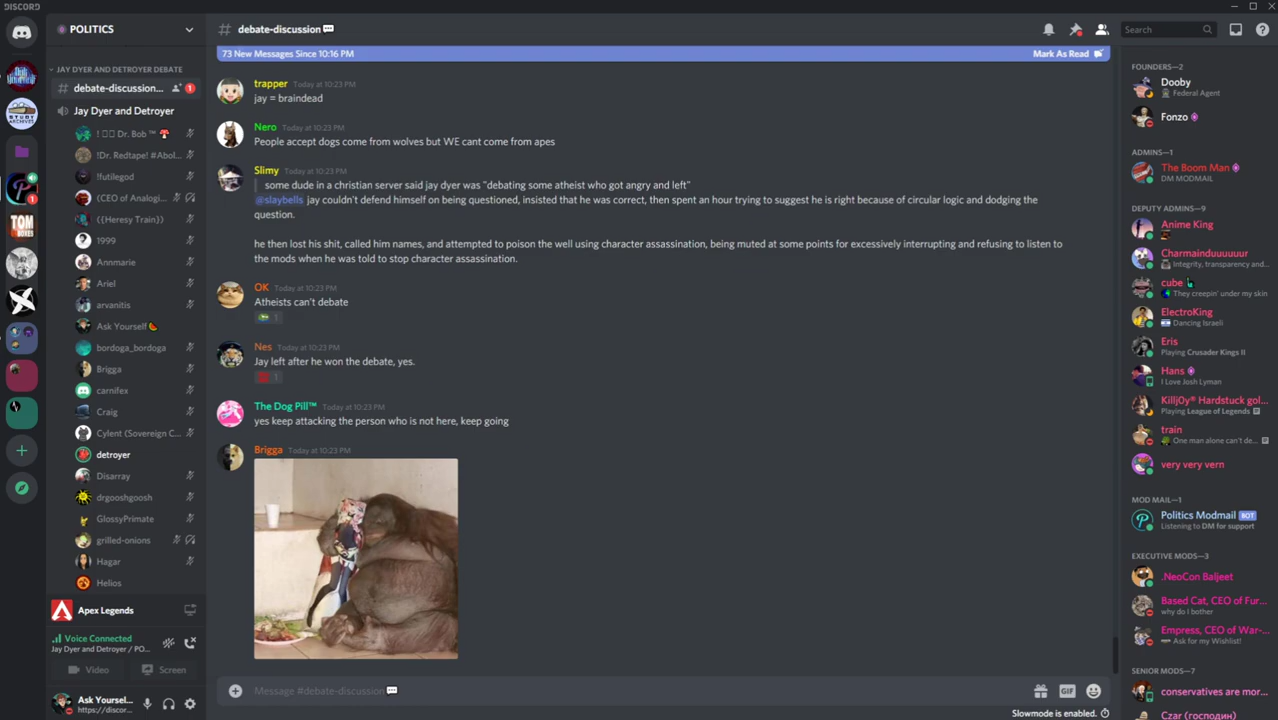 DISCORD
POLITICS
JAY DYER AND DETROYER DEBATE
debate-discussion...
1
Jay Dyer and Detroyer
! Dr. Bob™
!Dr. Redtape! #Abol...
!!utilegod
(CEO of Analogi...
((Heresy Train))
1999
Annmarie
Ariel
arvanitis
Ask Yourself
bordoga_bordoga
Brigga
carnifex
Craig
Cylent (Sovereign C...
detroyer
Disarray
drgooshgoosh
GlossyPrimate
grilled-onions
Hagar
Helios
Apex Legends
Voice Connected
Jay Dyer and Detroyer / PO...
Video
Screen
Ask Yoursel...
https://discor...
# debate-discussion
Search
73 New Messages Since 10:16 PM
Mark As Read
trapper Today at 10:23 PM
jay = braindead
Nero Today at 10:23 PM
People accept dogs come from wolves but WE cant come from apes
Slimy Today at 10:23 PM
some dude in a christian server said jay dyer was "debating some atheist who got angry and left"
@slaybells jay couldn't defend himself on being questioned, insisted that he was correct, then spent an hour trying to suggest he is right because of circular logic and dodging the
question.
he then lost his shit, called him names, and attempted to poison the well using character assassination, being muted at some points for excessively interrupting and refusing to listen to
the mods when he was told to stop character assassination.
OK Today at 10:23 PM
Atheists can't debate
1
Nes Today at 10:23 PM
Jay left after he won the debate, yes.
1
The Dog Pill™ Today at 10:23 PM
yes keep attacking the person who is not here, keep going
Brigga Today at 10:23 PM
Message #debate-discussion
GIF
Slowmode is enabled.
FOUNDERS—2
Dooby
Federal Agent
Fonzo
ADMINS—1
The Boom Man
DM MODMAIL
DEPUTY ADMINS—9
Anime King
Charmainduuuuuur
Integrity, transparency and...
cube
They creepin' under my skin
ElectroKing
Dancing Israeli
Eris
Playing Crusader Kings II
Hans
I Love Josh Lyman
Killj0y® Hardstuck gol...
Playing League of Legends
train
One man alone can't de...
very very vern
MOD MAIL—1
Politics Modmail BOT
Listening to DM for support
EXECUTIVE MODS—3
.NeoCon Baljeet
Based Cat, CEO of Fur...
why do I bother
Empress, CEO of War-...
Ask for my Wishlist!
SENIOR MODS—7
conservatives are mor...
Czar (господин)